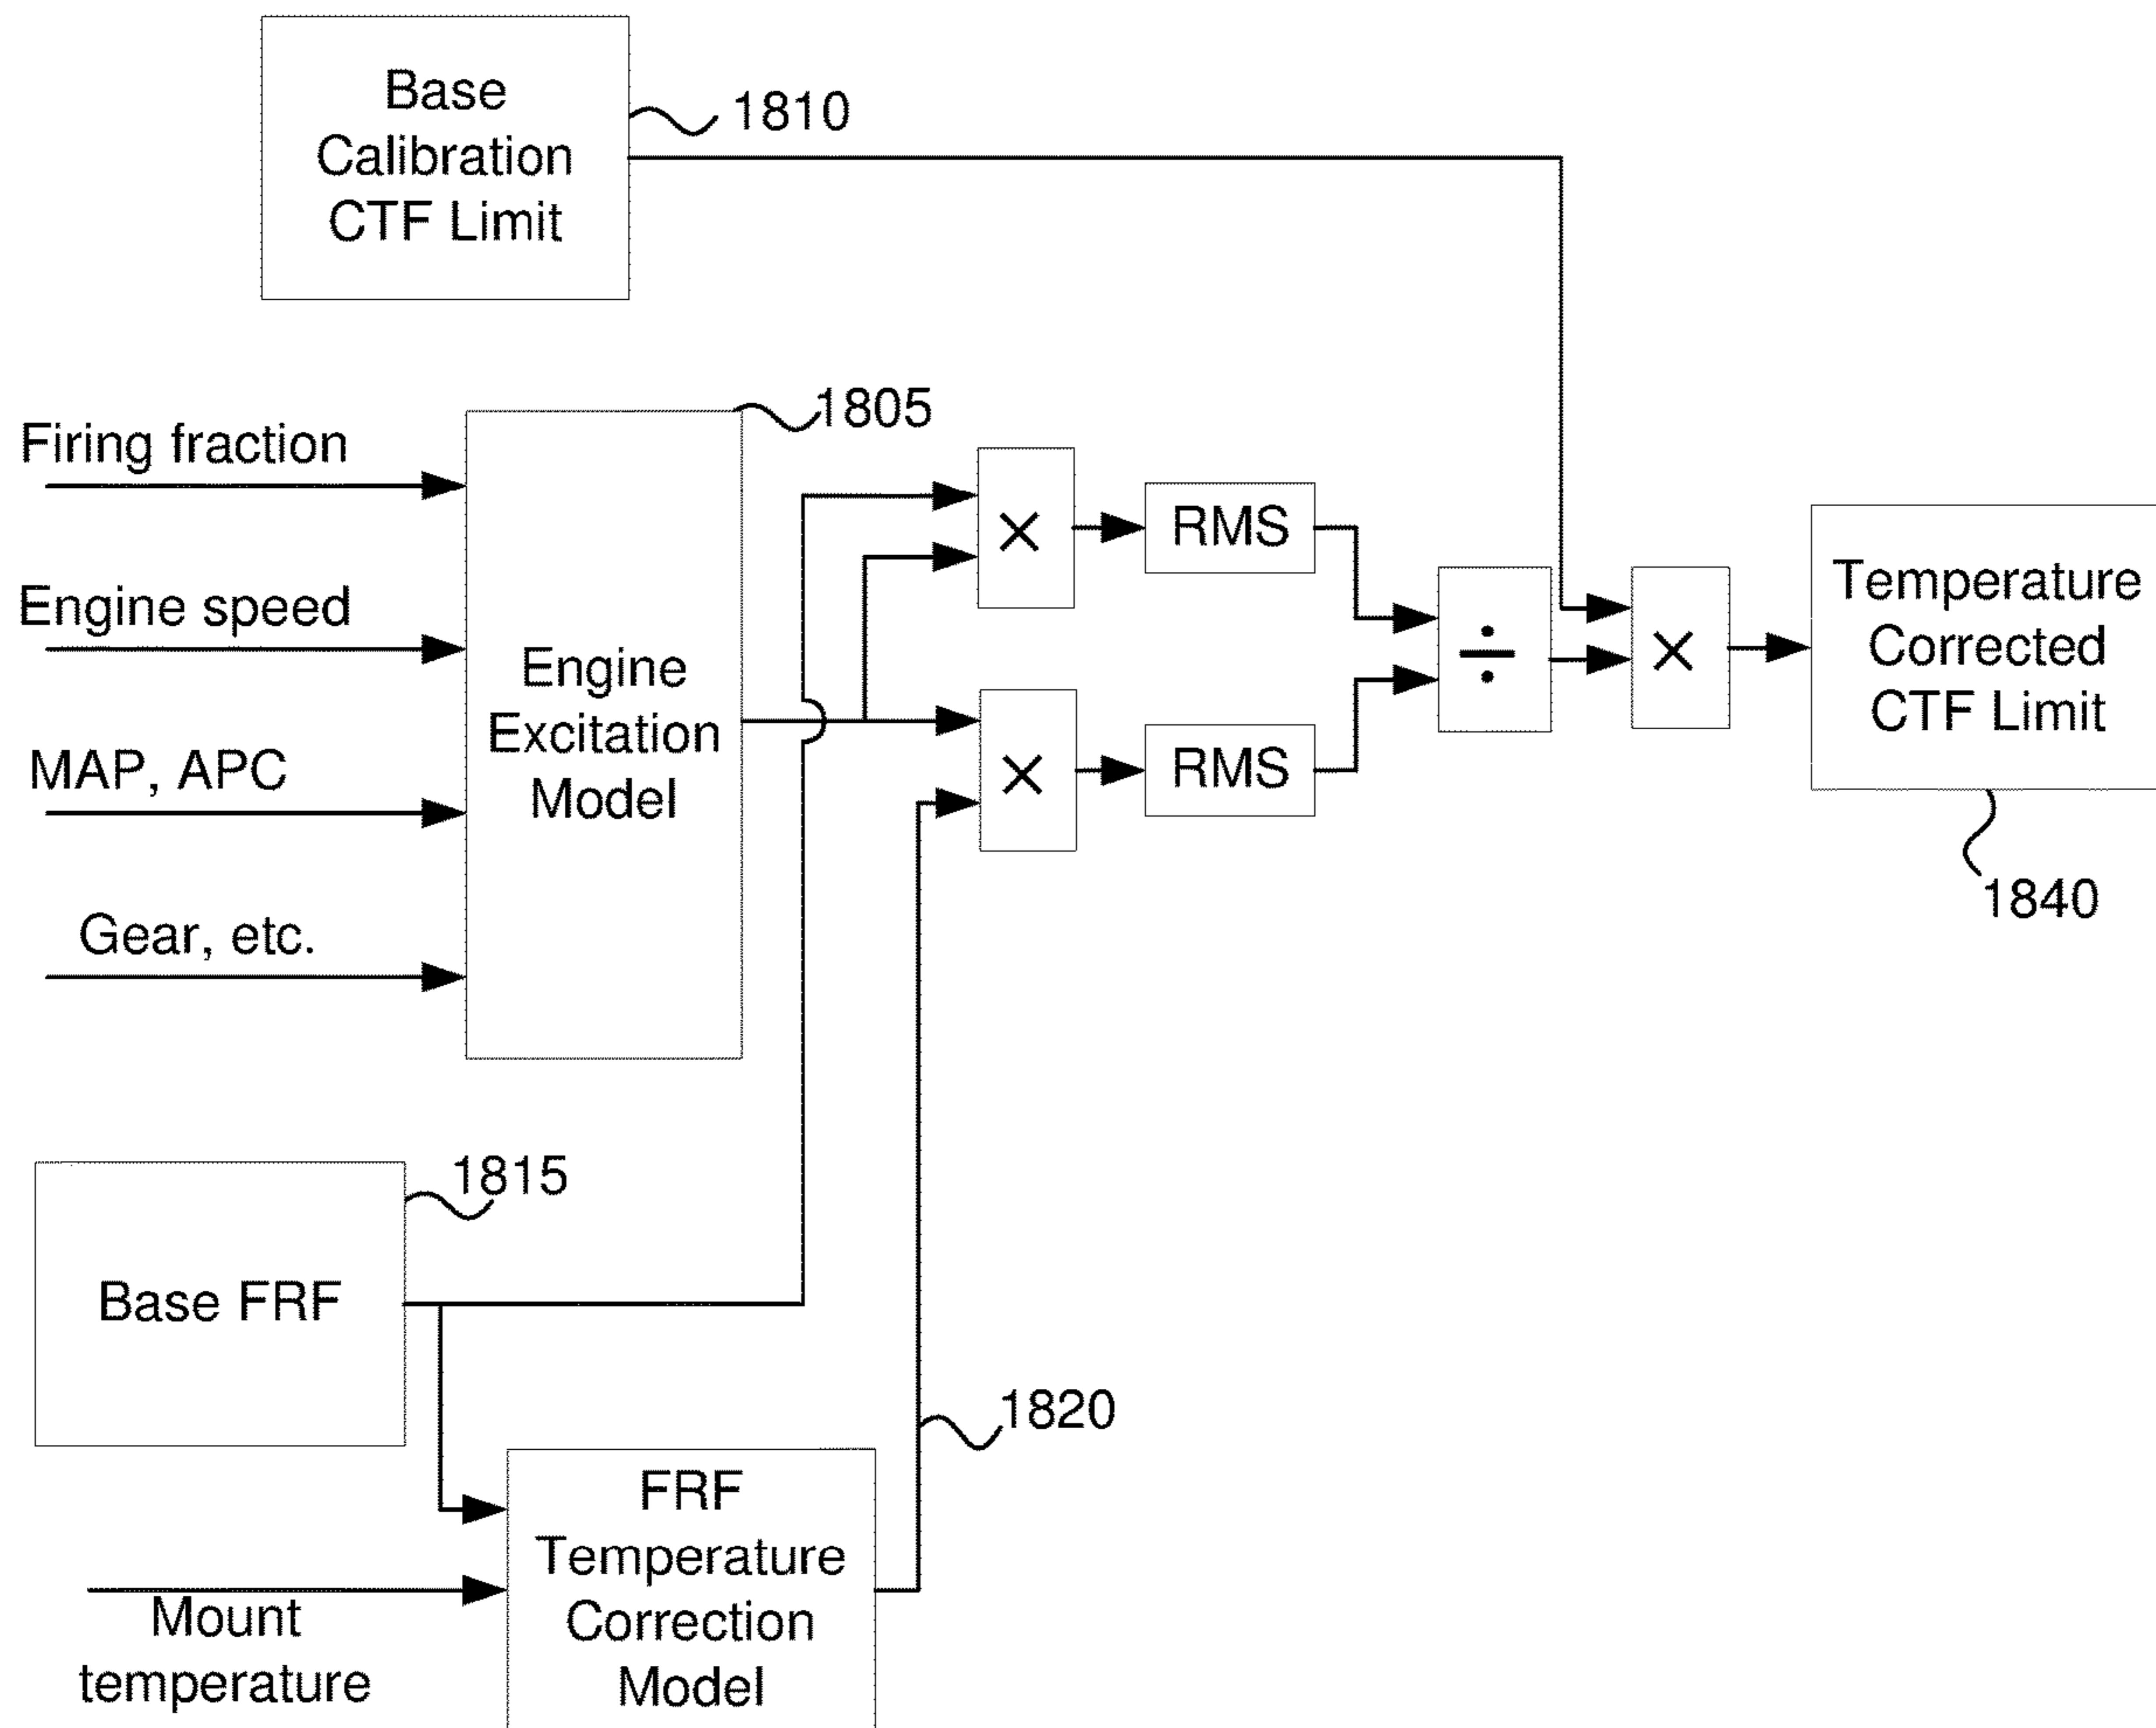 Base
Calibration
CTF Limit
1810
1805
Firing fraction
Engine speed
MAP, APC
Gear, etc.
Engine
Excitation
Model
×
RMS
×
RMS
÷
×
Temperature
Corrected
CTF Limit
1840
1815
Base FRF
1820
FRF
Temperature
Correction
Model
Mount
temperature